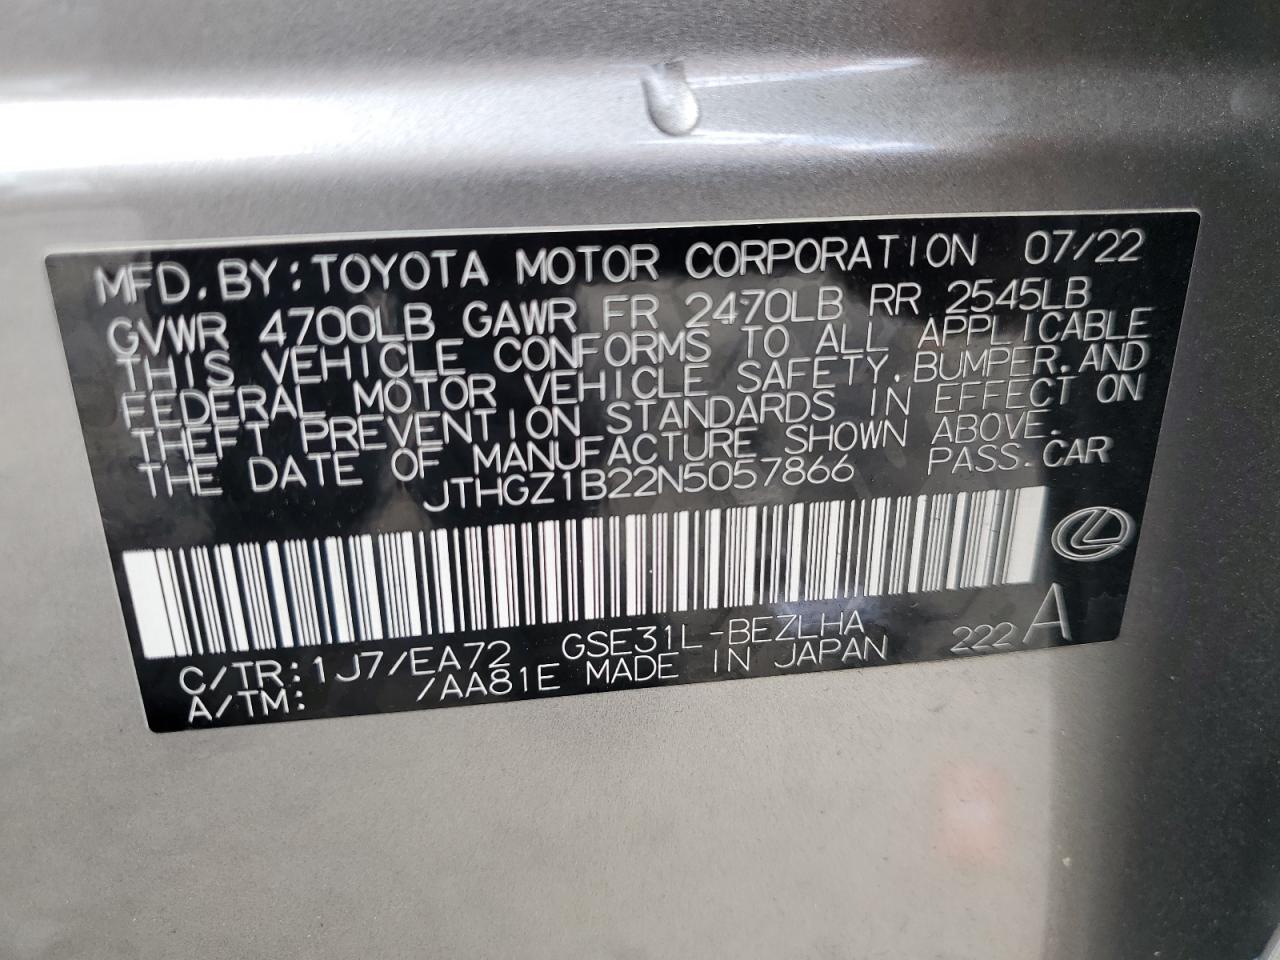 MFD. BY: TOYOTA MOTOR CORPORATION 07/22
GVWR 4700LB GAWR FR 2470LB RR 2545LB
THIS VEHICLE CONFORMS TO ALL APPLICABLE
FEDERAL MOTOR VEHICLE SAFETY, BUMPER, AND
THEFT PREVENTION STANDARDS IN EFFECT ON
THE DATE OF MANUFACTURE SHOWN ABOVE.
JTHGZ1B22N5057866 PASS. CAR
C/TR: 1J7/EA72 GSE31L-BEZLHA
A/TM: /AA81E MADE IN JAPAN 222 A